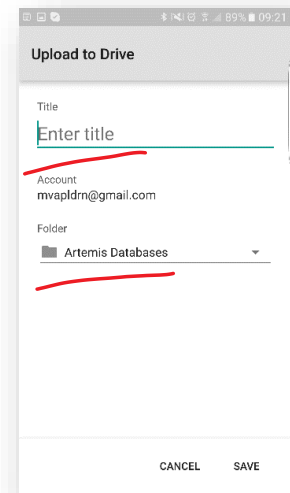 89% 09:21
Upload to Drive
Title
Enter title
Account
mvapldrn@gmail.com
Folder
Artemis Databases
CANCEL SAVE